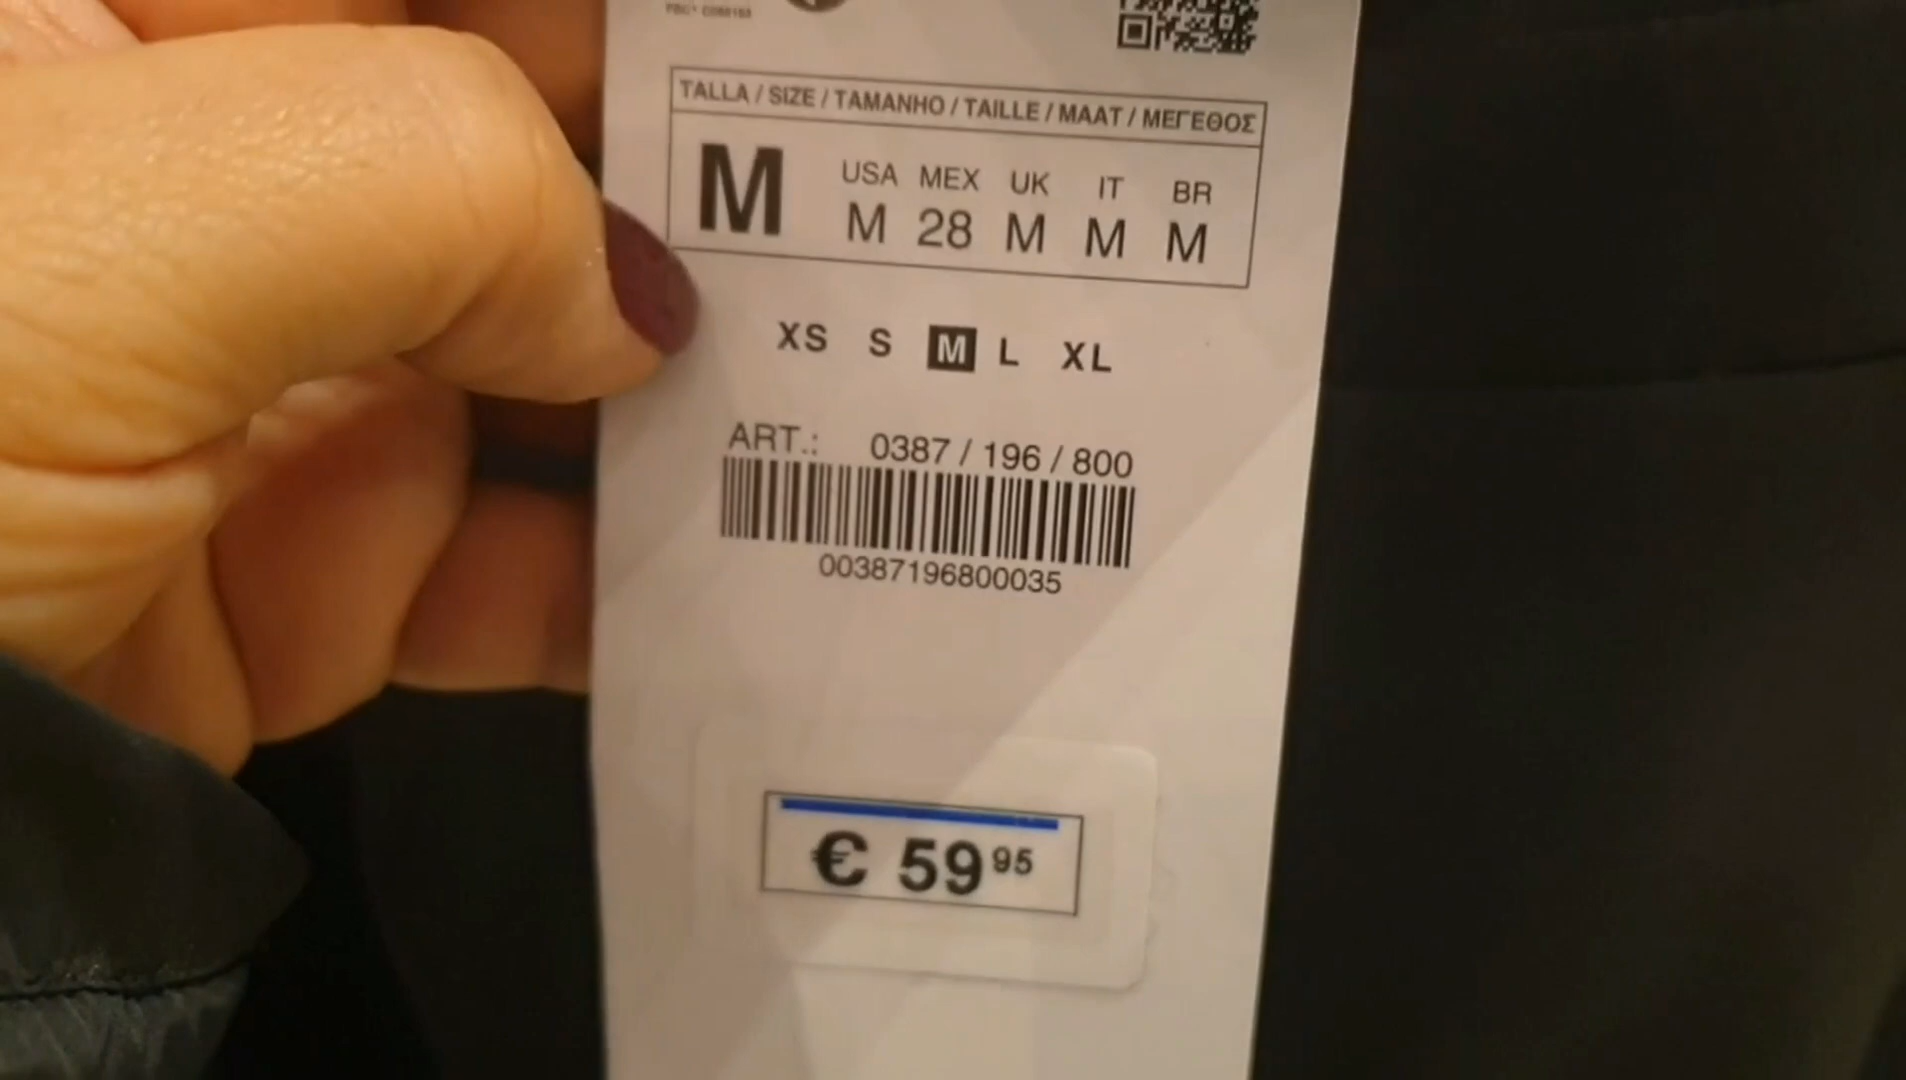 TALLA / SIZE / TAMANHO / TAILLE / MAAT / ΜΕΓΕΘΟΣ
M
USA MEX UK IT BR
M 28 M M M
XS S M L XL
ART.: 0387 / 196 / 800
00387196800035
€ 59 95